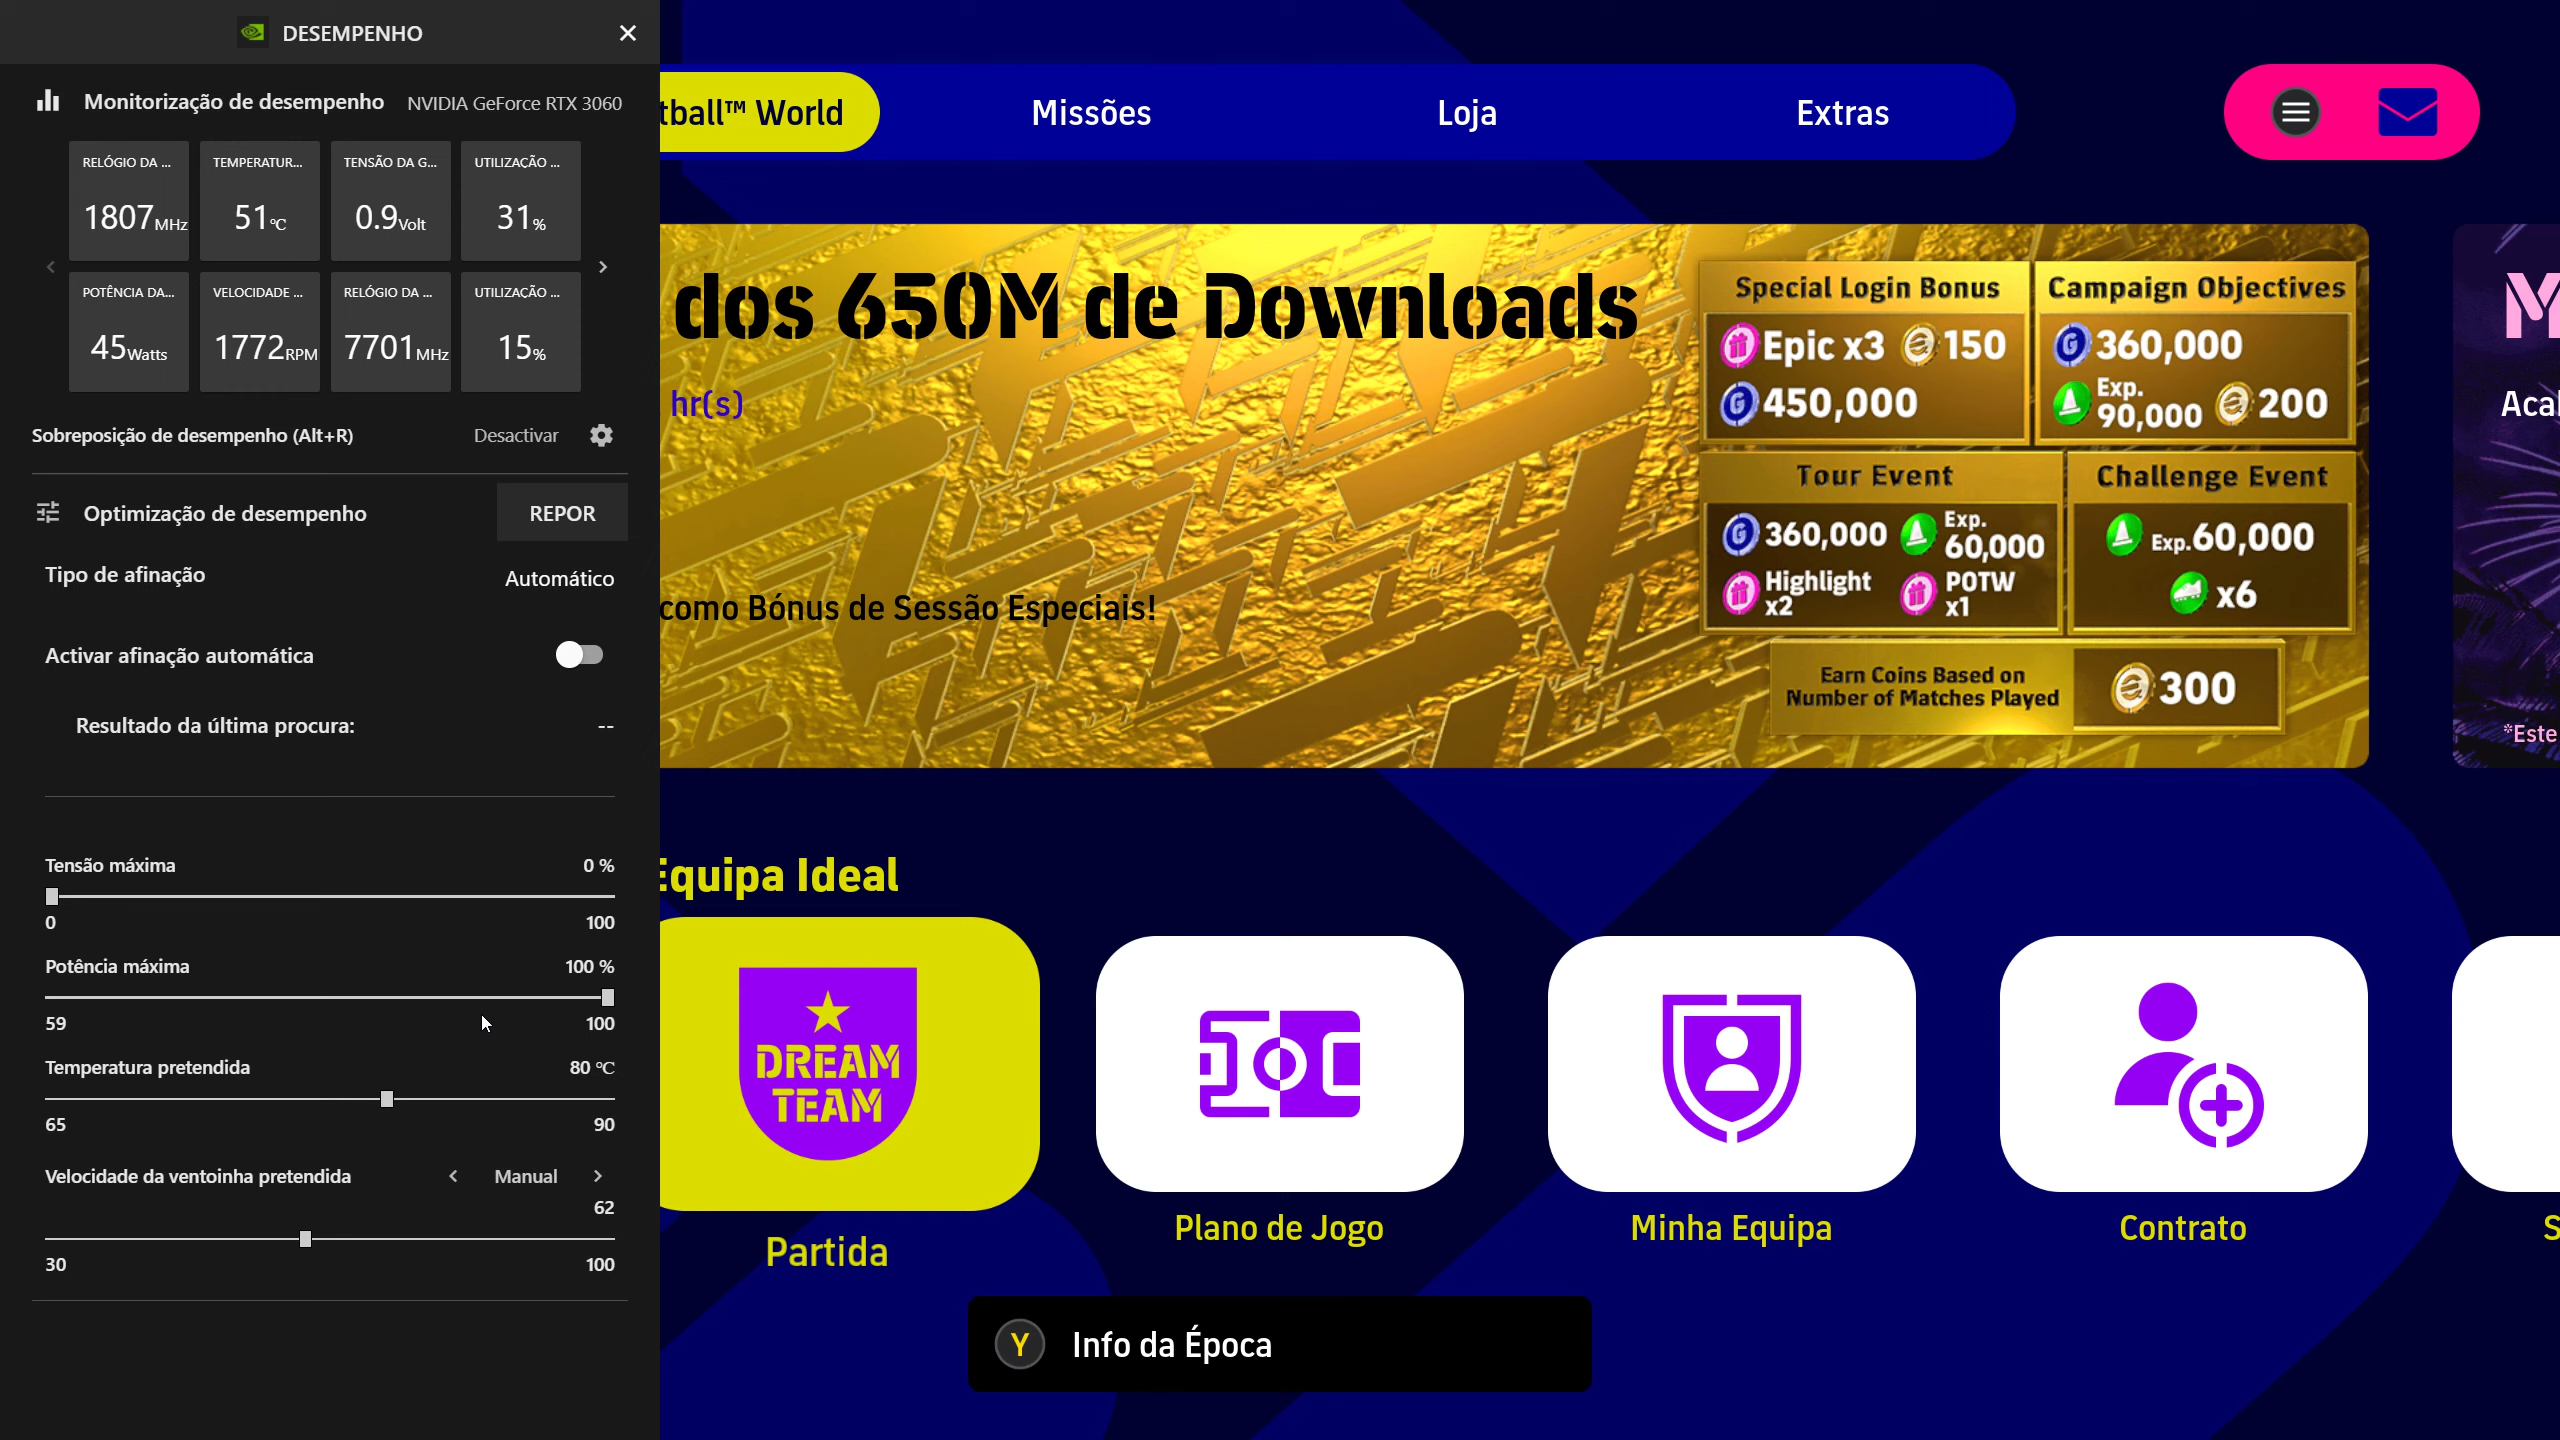 DESEMPENHO
Monitorização de desempenho NVIDIA GeForce RTX 3060
RELÓGIO DA ... TEMPERATUR... TENSÃO DA G... UTILIZAÇÃO ...
1807MHz 51°C 0.9Volt 31%
POTÊNCIA DA... VELOCIDADE ... RELÓGIO DA ... UTILIZAÇÃO ...
45Watts 1772RPM 7701MHz 15%
Sobreposição de desempenho (Alt+R) Desactivar
Optimização de desempenho REPOR
Tipo de afinação Automático
Activar afinação automática
Resultado da última procura: --
Tensão máxima 0 %
0 100
Potência máxima 100 %
59 100
Temperatura pretendida 80 °C
65 90
Velocidade da ventoinha pretendida < Manual >
62
30 100
tball™ World Missões Loja Extras
dos 650M de Downloads
hr(s)
como Bónus de Sessão Especiais!
Special Login Bonus
Epic x3 150
450,000
Campaign Objectives
360,000
Exp.
90,000 200
Tour Event
360,000 Exp.
60,000
Highlight
x2
POTW
x1
Challenge Event
Exp.60,000
x6
Earn Coins Based on
Number of Matches Played
300
M
Aca
*Este
Equipa Ideal
DREAM
TEAM
Partida
Plano de Jogo
Minha Equipa
Contrato
S
Y Info da Época